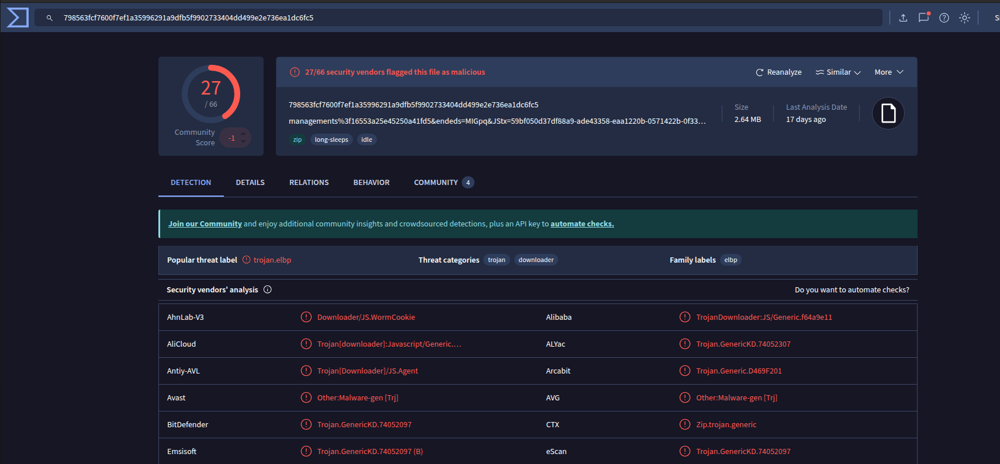 798563fcf7600f7ef1a35996291a9dfb5f9902733404dd499e2e736ea1dc6fc5
27
/ 66
Community
Score
-1
27/66 security vendors flagged this file as malicious
Reanalyze
Similar
More
798563fcf7600f7ef1a35996291a9dfb5f9902733404dd499e2e736ea1dc6fc5
managements%3f16553a25e45250a41fd5&endeds=MIGpq&JStx=59bf050d37df88a9-ade43358-eaa1220b-0571422b-0f33...
Size
2.64 MB
Last Analysis Date
17 days ago
zip
long-sleeps
idle
DETECTION
DETAILS
RELATIONS
BEHAVIOR
COMMUNITY
4
Join our Community and enjoy additional community insights and crowdsourced detections, plus an API key to automate checks.
Popular threat label
trojan.elbp
Threat categories
trojan
downloader
Family labels
elbp
Security vendors' analysis
Do you want to automate checks?
AhnLab-V3
Downloader/JS.WormCookie
Alibaba
TrojanDownloader:JS/Generic.f64a9e11
AliCloud
Trojan[downloader]:Javascript/Generic....
ALYac
Trojan.GenericKD.74052307
Antiy-AVL
Trojan[Downloader]/JS.Agent
Arcabit
Trojan.Generic.D469F201
Avast
Other:Malware-gen [Trj]
AVG
Other:Malware-gen [Trj]
BitDefender
Trojan.GenericKD.74052097
CTX
Zip.trojan.generic
Emsisoft
Trojan.GenericKD.74052097 (B)
eScan
Trojan.GenericKD.74052097